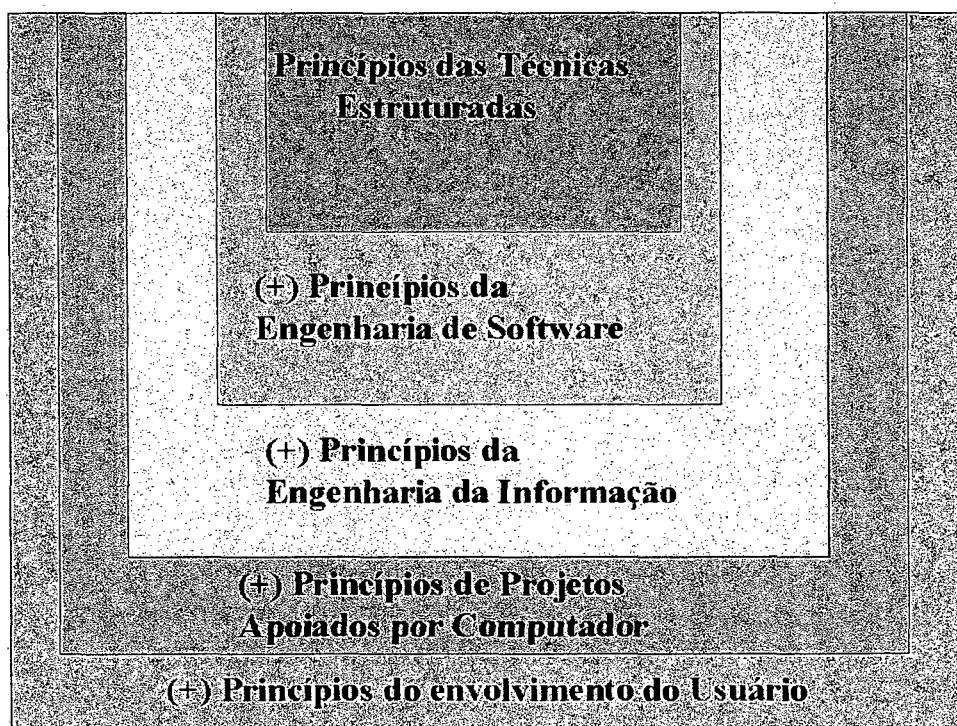 Princípios das Técnicas
Estruturadas
(+) Princípios da
Engenharia de Software
(+) Princípios da
Engenharia da Informação
(+) Princípios de Projetos
Apoiados por Computador
(+) Princípios do envolvimento do Usuário